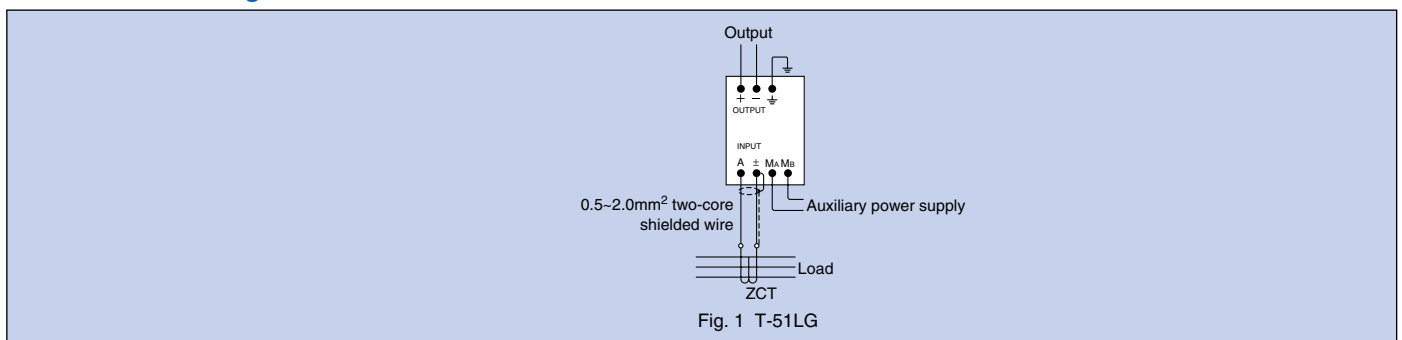 Output
+ −
OUTPUT
INPUT
A ± MA MB
0.5~2.0mm² two-core
shielded wire
Auxiliary power supply
Load
ZCT
Fig. 1 T-51LG